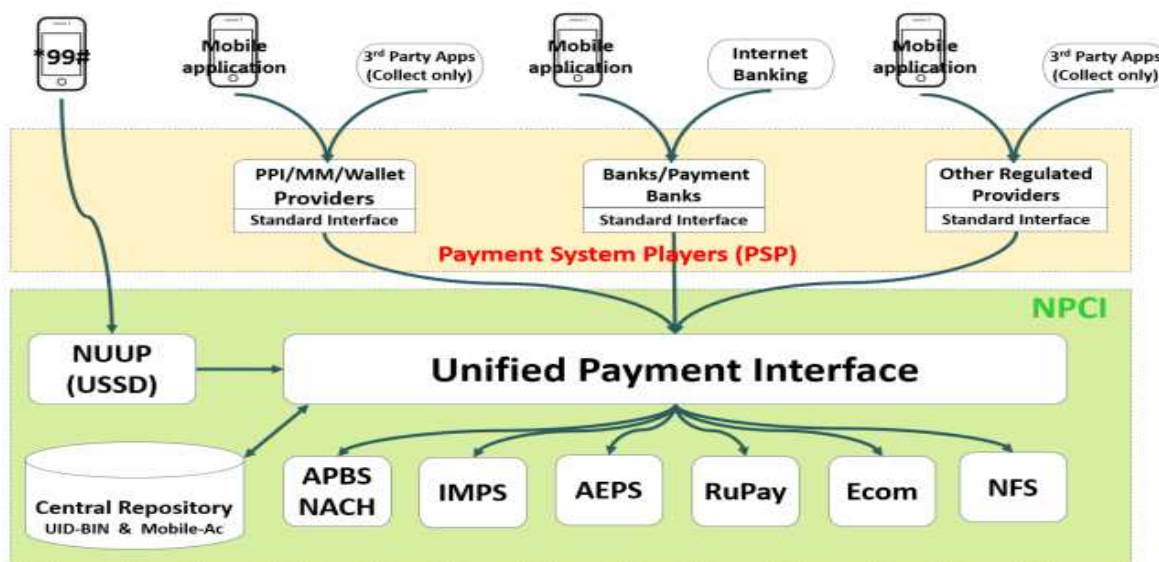 *99#
Mobile
application
3rd Party Apps
(Collect only)
Mobile
application
Internet
Banking
Mobile
application
3rd Party Apps
(Collect only)
PPI/MM/Wallet
Providers
Standard Interface
Banks/Payment
Banks
Standard Interface
Other Regulated
Providers
Standard Interface
Payment System Players (PSP)
NPCI
NUUP
(USSD)
Unified Payment Interface
Central Repository
UID-BIN & Mobile-Ac
APBS
NACH
IMPS
AEPS
RuPay
Ecom
NFS